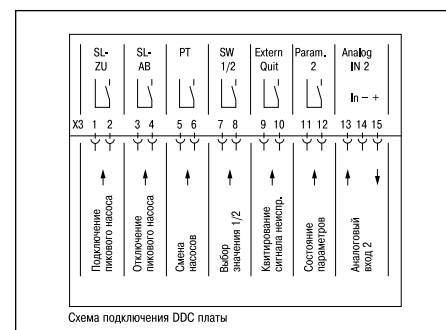 SL-
ZU
SL-
AB
PT
SW
1/2
Extern
Quit
Param.
2
Analog
IN 2
In − +
X3 1 2 3 4 5 6 7 8 9 10 11 12 13 14 15
Подключение
пикового насоса
Отключение
пикового насоса
Смена
насосов
Выбор
значения 1/2
Квитирование
сигнала неиспр.
Состояние
параметров
Аналоговый
вход 2
Схема подключения DDC платы